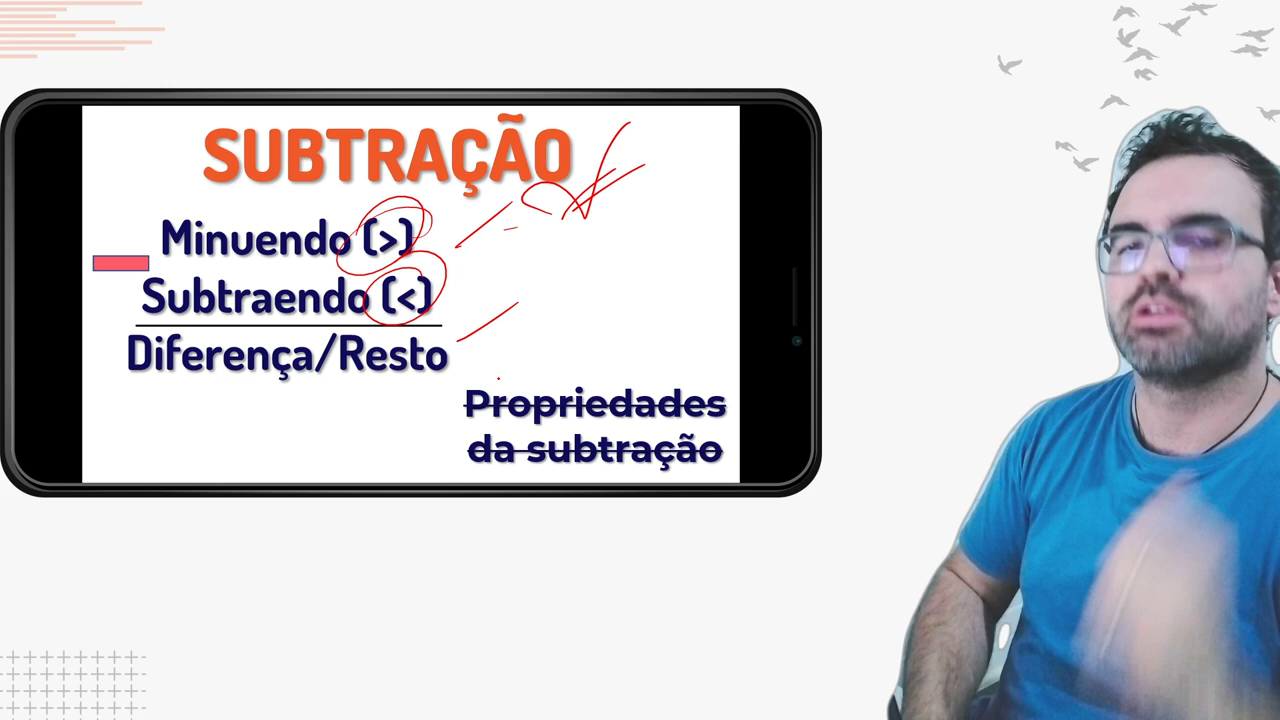 SUBTRAÇÃO
Minuendo (>)
Subtraendo (<)
Diferença/Resto
Propriedades
da subtração